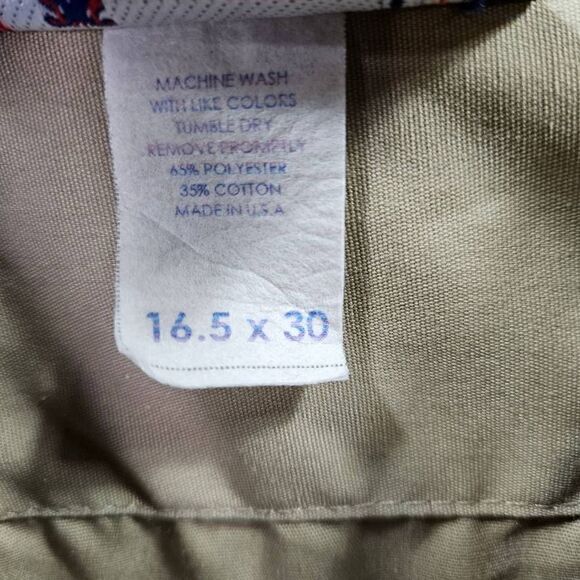 MACHINE WASH
WITH LIKE COLORS
TUMBLE DRY
REMOVE PROMPTLY
65% POLYESTER
35% COTTON
MADE IN U.S.A
16.5 x 30